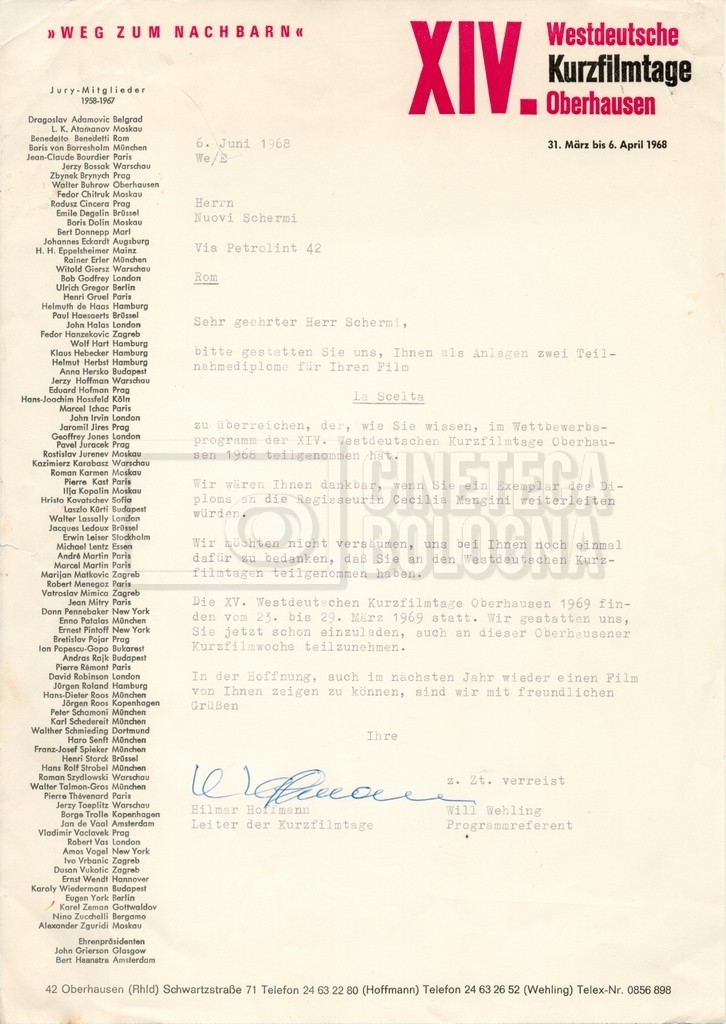 »WEG ZUM NACHBARN«
XIV. Westdeutsche
Kurzfilmtage
Oberhausen
31. März bis 6. April 1968
Jury-Mitglieder
1958-1967
Dragoslav Adamovic Belgrad
L. K. Atamanov Moskau
Benedetto Benedetti Rom
Boris von Borresholm München
Jean-Claude Bourdier Paris
Jerzy Bossak Warschau
Zbynek Brynych Prag
Walter Buhrow Oberhausen
Fedor Chitruk Moskau
Radusz Cincera Prag
Emile Degelin Brüssel
Boris Dolin Moskau
Bert Donnepp Marl
Johannes Eckardt Augsburg
H. H. Eppelsheimer Mainz
Rainer Erler München
Witold Giersz Warschau
Bob Godfrey London
Ulrich Gregor Berlin
Henri Gruel Paris
Helmuth de Haas Hamburg
Paul Haesaerts Brüssel
John Halas London
Fedor Hanzekovic Zagreb
Wolf Hart Hamburg
Klaus Hebecker Hamburg
Helmut Herbst Hamburg
Anna Hersko Budapest
Jerzy Hoffman Warschau
Eduard Hofman Prag
Hans-Joachim Hossfeld Köln
Marcel Ichac Paris
John Irvin London
Jaromil Jires Prag
Geoffrey Jones London
Pavel Juracek Prag
Rostislav Jurenev Moskau
Kazimierz Karabasz Warschau
Roman Karmen Moskau
Pierre Kast Paris
Ilja Kopalin Moskau
Hristo Kovatschev Sofia
Laszlo Kürti Budapest
Walter Lassally London
Jacques Ledoux Brüssel
Erwin Leiser Stockholm
Michael Lentz Essen
André Martin Paris
Marcel Martin Paris
Marijan Matkovic Zagreb
Robert Menegoz Paris
Vatroslav Mimica Zagreb
Jean Mitry Paris
Donn Pennebaker New York
Enno Patalas München
Ernest Pintoff New York
Bretislav Pojar Prag
Ion Popescu-Gopo Bukarest
Andras Rajk Budapest
Pierre Rémont Paris
David Robinson London
Jürgen Roland Hamburg
Hans-Dieter Roos München
Jörgen Roos Kopenhagen
Peter Schamoni München
Karl Schedereit München
Walther Schmieding Dortmund
Haro Senft München
Franz-Josef Spieker München
Henri Storck Brüssel
Hans Rolf Strobel München
Roman Szydlowski Warschau
Walter Talmon-Gros München
Pierre Thévenard Paris
Jerzy Toeplitz Warschau
Borge Trolle Kopenhagen
Jan de Vaal Amsterdam
Vladimir Vaclavek Prag
Robert Vas London
Amos Vogel New York
Ivo Vrbanic Zagreb
Dusan Vukotic Zagreb
Ernst Wendt Hannover
Karoly Wiedermann Budapest
Eugen York Berlin
Karel Zeman Gottwaldov
Nino Zucchelli Bergamo
Alexander Zguridi Moskau
Ehrenpräsidenten
John Grierson Glasgow
Bert Haanstra Amsterdam
6. Juni 1968
We/
Herrn
Nuovi Schermi
Via Petrolint 42
Rom
Sehr geehrter Herr Schermi,
bitte gestatten Sie uns, Ihnen als Anlagen zwei Teil-
nahmediplome für Ihren Film
La Scelta
zu überreichen, der, wie Sie wissen, im Wettbewerbs-
programm der XIV. Westdeutschen Kurzfilmtage Oberhau-
sen 1968 teilgenommen hat.
Wir wären Ihnen dankbar, wenn Sie ein Exemplar des Di-
ploms an die Regisseurin Cecilia Mangini weiterleiten
würden.
Wir möchten nicht versäumen, uns bei Ihnen noch einmal
dafür zu bedanken, daß Sie an den Westdeutschen Kurz-
filmtagen teilgenommen haben.
Die XV. Westdeutschen Kurzfilmtage Oberhausen 1969 fin-
den vom 23. bis 29. März 1969 statt. Wir gestatten uns,
Sie jetzt schon einzuladen, auch an dieser Oberhausener
Kurzfilmwoche teilzunehmen.
In der Hoffnung, auch im nächsten Jahr wieder einen Film
von Ihnen zeigen zu können, sind wir mit freundlichen
Grüßen
Ihre
z. Zt. verreist
Hilmar Hoffmann Will Wehling
Leiter der Kurzfilmtage Programmreferent
CINETECA
BOLOGNA
42 Oberhausen (Rhld) Schwartzstraße 71 Telefon 24 63 22 80 (Hoffmann) Telefon 24 63 26 52 (Wehling) Telex-Nr. 0856 898